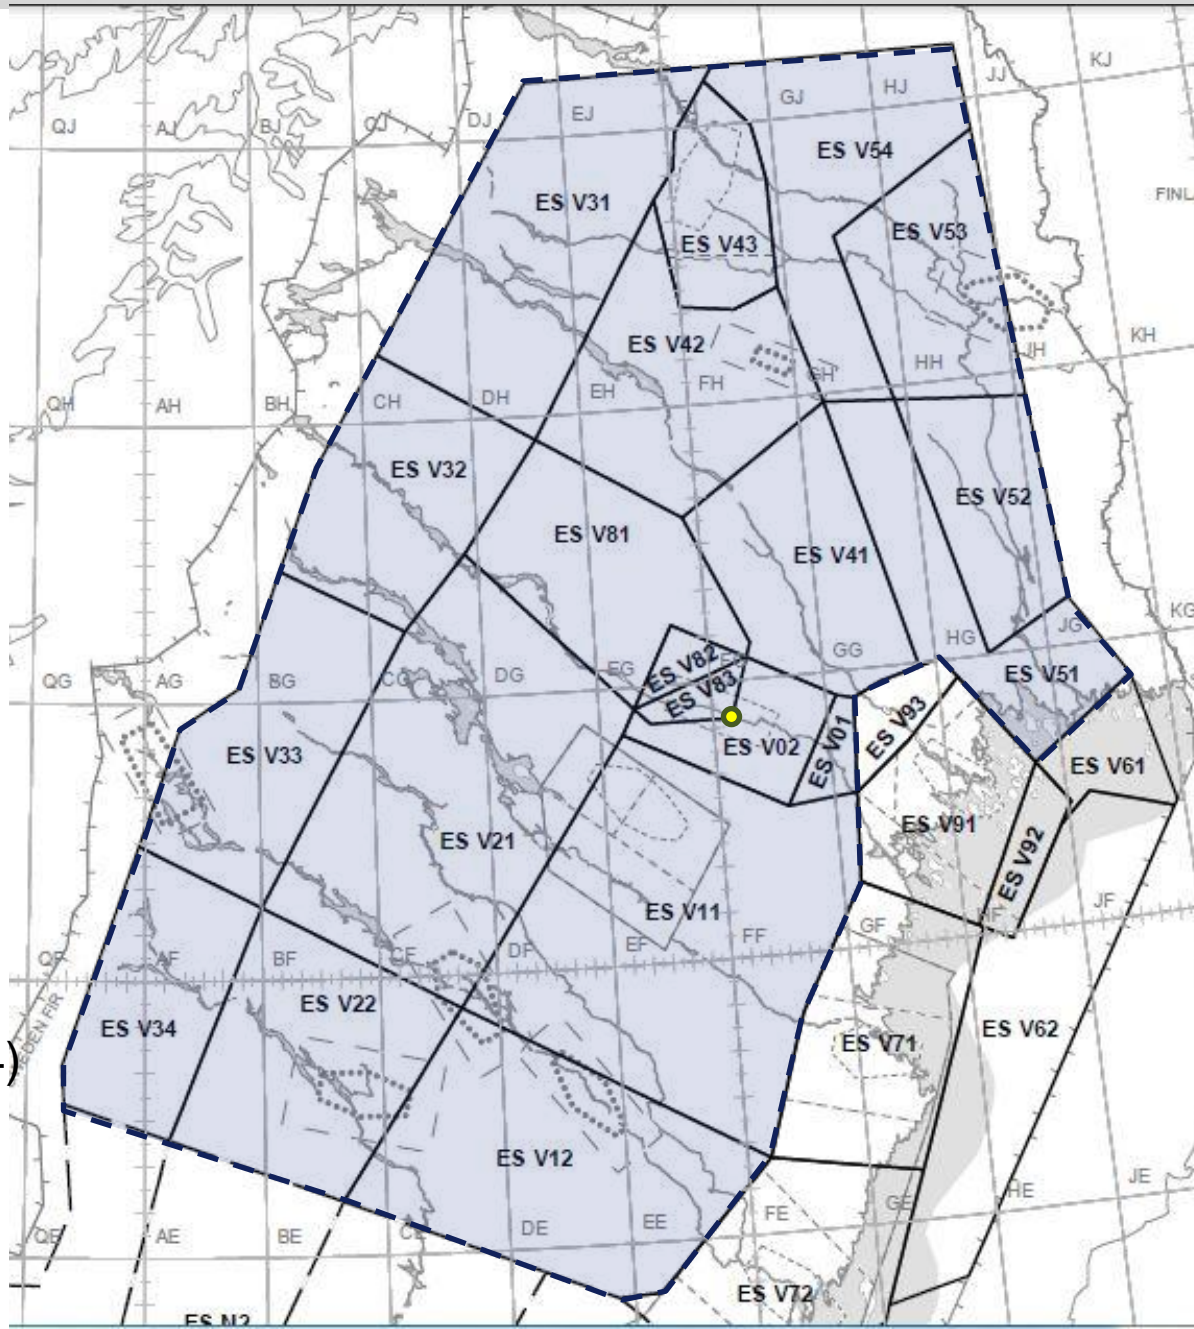 KJ
JJ
HJ
GJ
EJ
DJ
CJ
BJ
AJ
QJ
ES V54
FINL
ES V31
ES V53
ES V43
KH
ES V42
JH
HH
GH
FH
EH
DH
CH
BH
AH
QH
ES V32
ES V52
ES V81
ES V41
KG
JG
HG
GG
ES V82
EG
ES V51
DG
CG
BG
AG
QG
ES V83
ES V93
ES V01
ES V02
ES V33
ES V61
ES V91
ES V21
ES V92
ES V11
JF
HF
GF
FF
EF
DF
CF
BF
AF
QF
ES V22
ES V34
DEN FIR
ES V71
ES V62
)
ES V12
JE
HE
GE
FE
EE
DE
BE
AE
QE
ES V72
ES N2